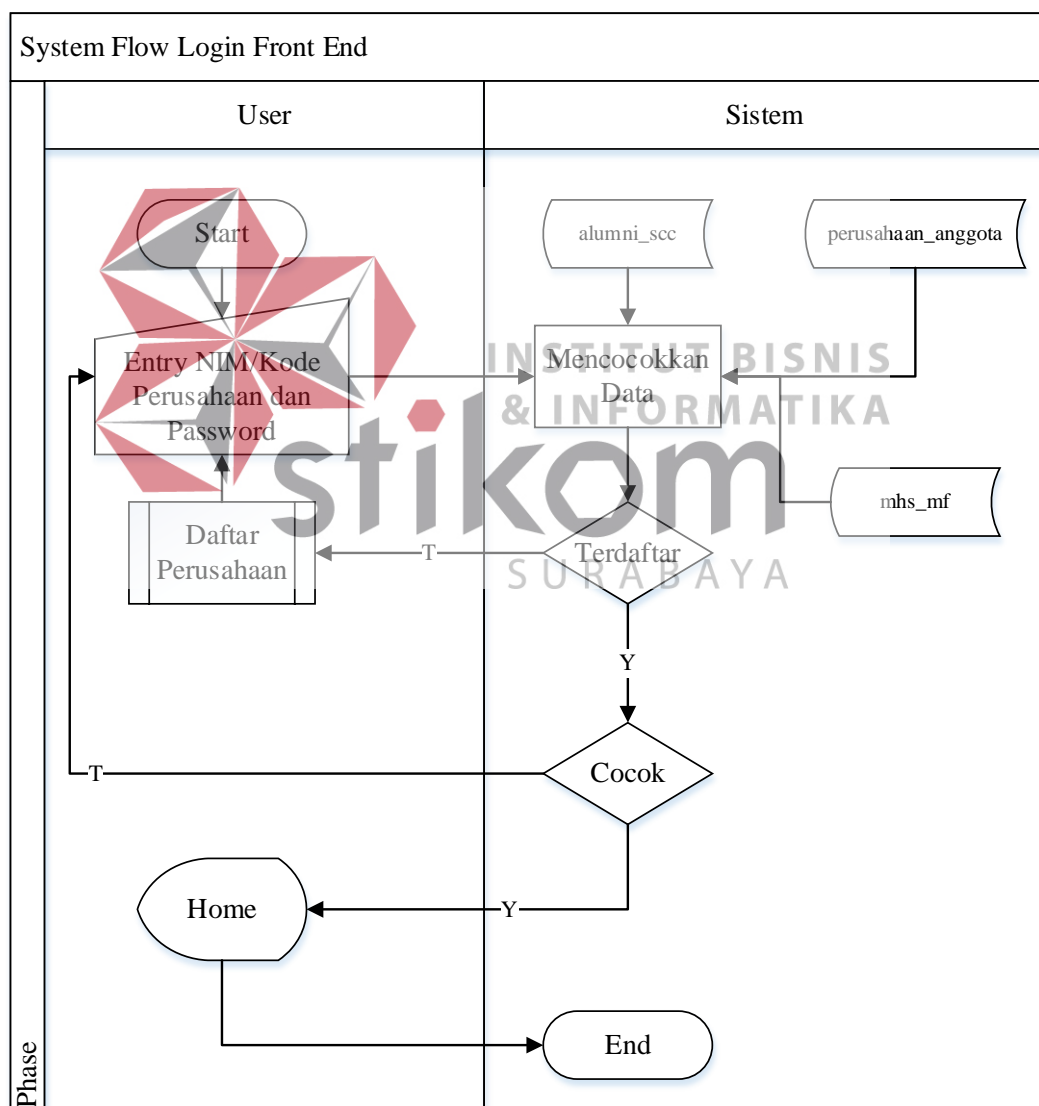 System Flow Login Front End
User
Sistem
Start
alumni_scc
perusahaan_anggota
Entry NIM/Kode
Perusahaan dan
Password
Mencocokkan
Data
INSTITUT BISNIS
& INFORMATIKA
stikom
SURABAYA
mhs_mf
Daftar
Perusahaan
T
Terdaftar
Y
T
Cocok
Home
Y
End
Phase